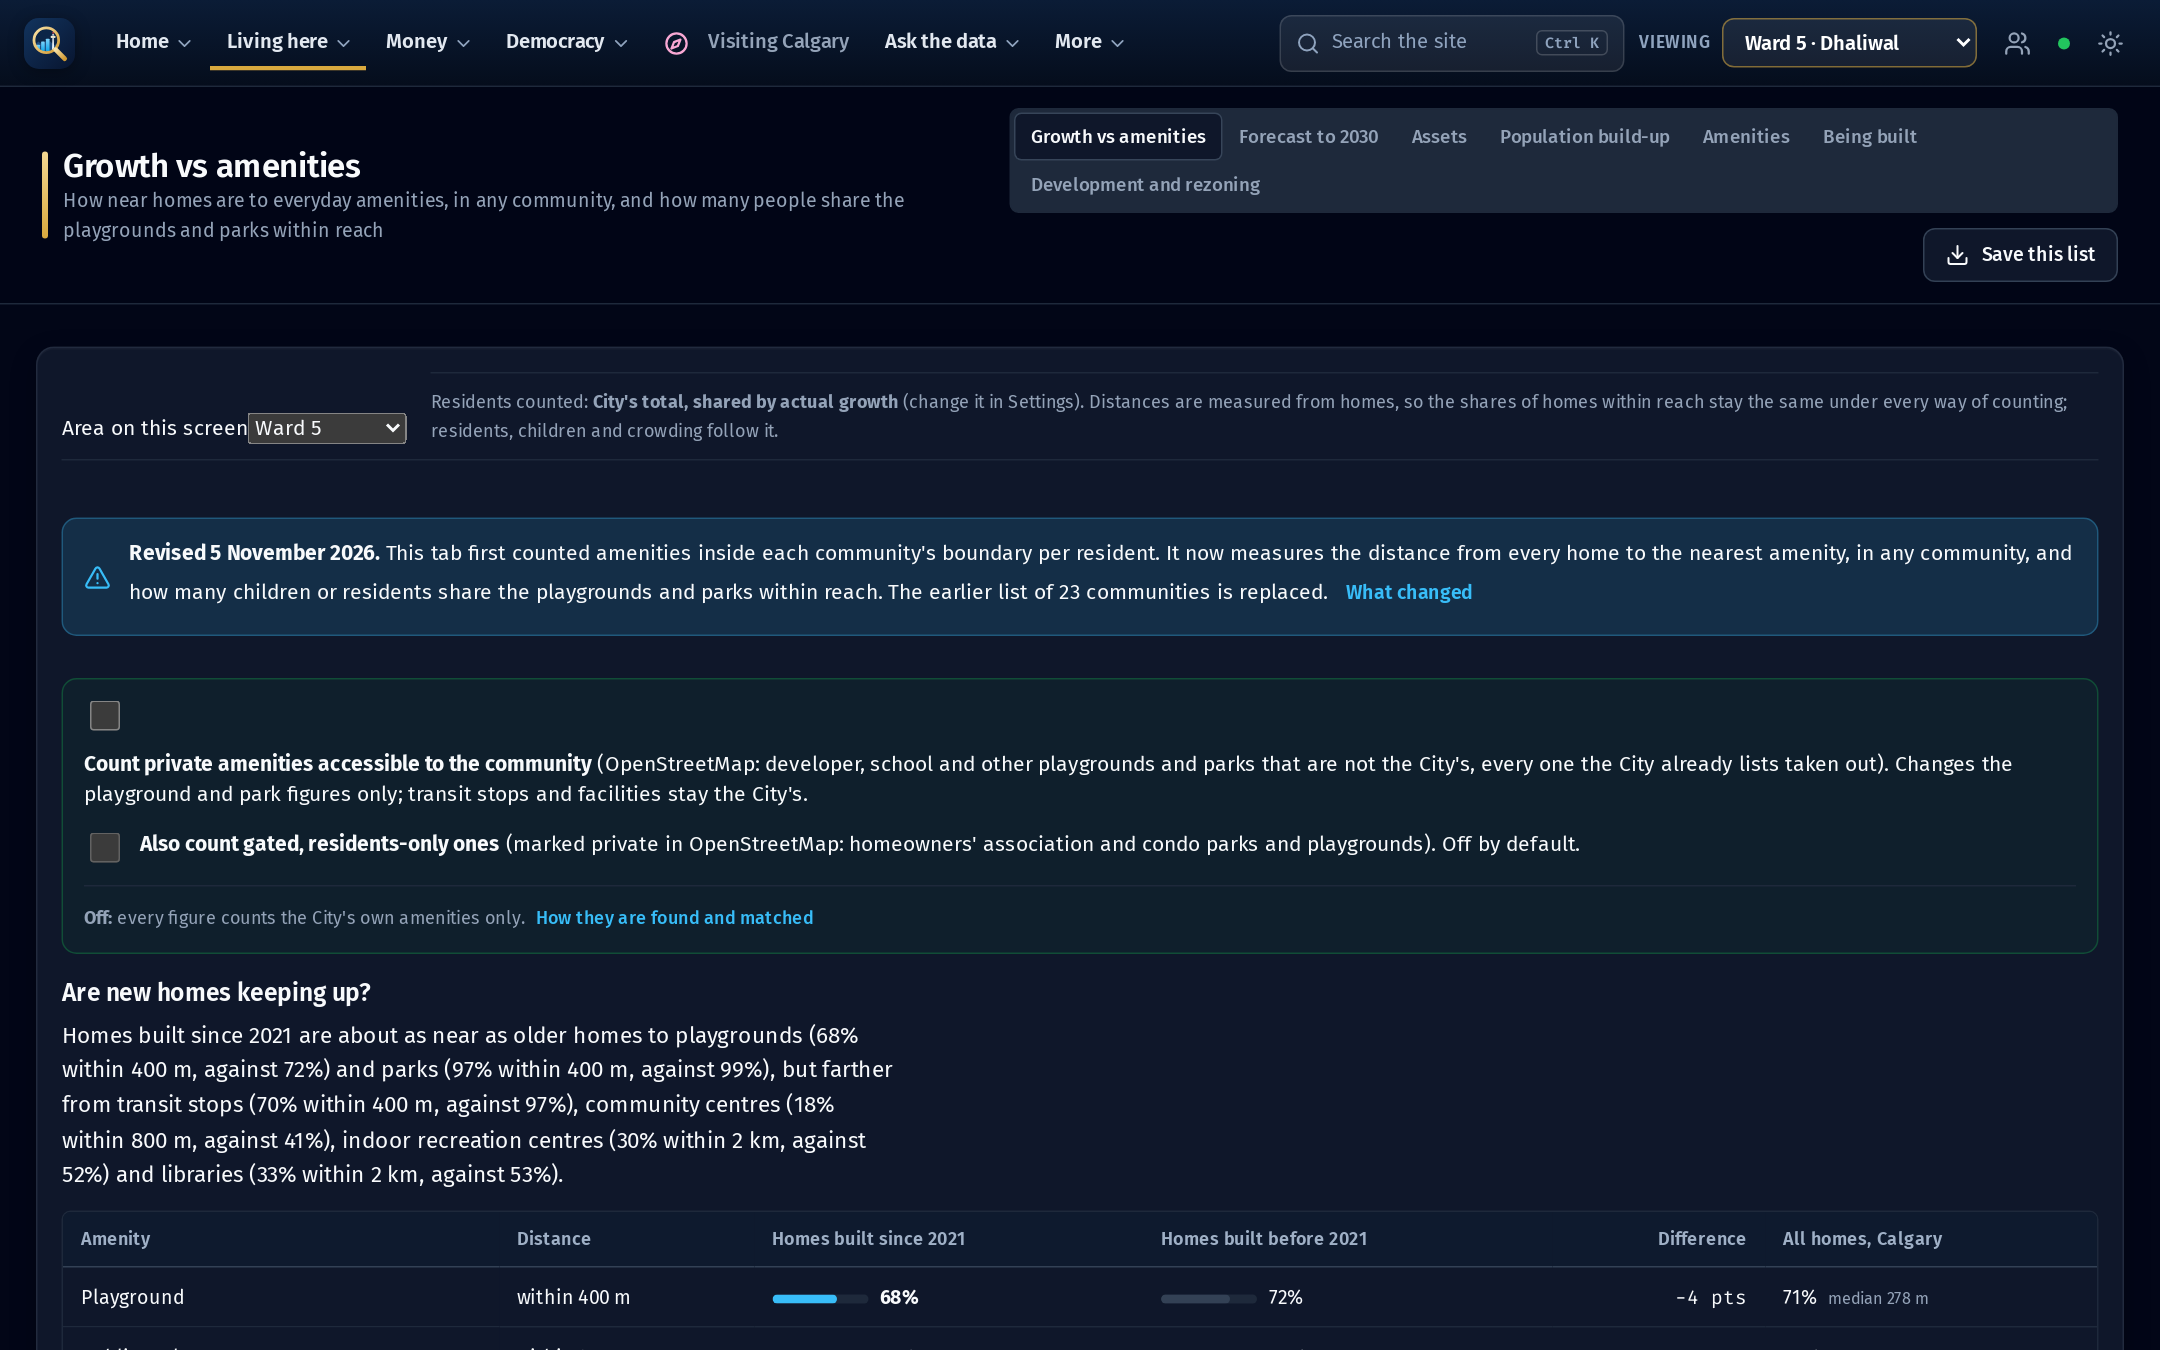 Home
Living here
Money
Democracy
Visiting Calgary
Ask the data
More
Search the site
Ctrl K
VIEWING
Ward 5 · Dhaliwal
Growth vs amenities
How near homes are to everyday amenities, in any community, and how many people share the
playgrounds and parks within reach
Growth vs amenities
Forecast to 2030
Assets
Population build-up
Amenities
Being built
Development and rezoning
Save this list
Area on this screen Ward 5
Residents counted: City's total, shared by actual growth (change it in Settings). Distances are measured from homes, so the shares of homes within reach stay the same under every way of counting;
residents, children and crowding follow it.
Revised 5 November 2026. This tab first counted amenities inside each community's boundary per resident. It now measures the distance from every home to the nearest amenity, in any community, and
how many children or residents share the playgrounds and parks within reach. The earlier list of 23 communities is replaced. What changed
Count private amenities accessible to the community (OpenStreetMap: developer, school and other playgrounds and parks that are not the City's, every one the City already lists taken out). Changes the
playground and park figures only; transit stops and facilities stay the City's.
Also count gated, residents-only ones (marked private in OpenStreetMap: homeowners' association and condo parks and playgrounds). Off by default.
Off: every figure counts the City's own amenities only. How they are found and matched
Are new homes keeping up?
Homes built since 2021 are about as near as older homes to playgrounds (68%
within 400 m, against 72%) and parks (97% within 400 m, against 99%), but farther
from transit stops (70% within 400 m, against 97%), community centres (18%
within 800 m, against 41%), indoor recreation centres (30% within 2 km, against
52%) and libraries (33% within 2 km, against 53%).
Amenity Distance Homes built since 2021 Homes built before 2021 Difference All homes, Calgary
Playground within 400 m 68% 72% -4 pts 71% median 278 m